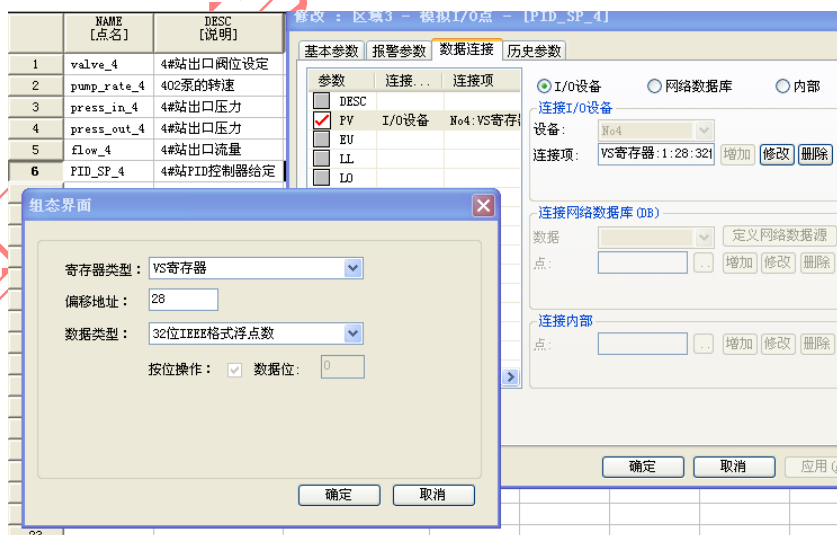 NAME
[点名]
DESC
[说明]
1 valve_4 4#站出口阀位设定
2 pump_rate_4 402泵的转速
3 press_in_4 4#站出口压力
4 press_out_4 4#站出口压力
5 flow_4 4#站出口流量
6 PID_SP_4 4#站PID控制器给定
修改 : 区域3 - 模拟I/O点 - [PID_SP_4]
基本参数 报警参数 数据连接 历史参数
参数 连接... 连接项
DESC
PV I/O设备 No4:VS寄存
EU
LL
LO
I/O设备 网络数据库 内部
连接I/O设备
设备: No4
连接项: VS寄存器:1:28:32f 增加 修改 删除
连接网络数据库(DB)
数据 定义网络数据源
点: .. 增加 修改 删除
连接内部
点: .. 增加 修改 删除
确定 取消 应用(
组态界面
寄存器类型: VS寄存器
偏移地址: 28
数据类型: 32位IEEE格式浮点数
按位操作: 数据位: 0
确定 取消
23